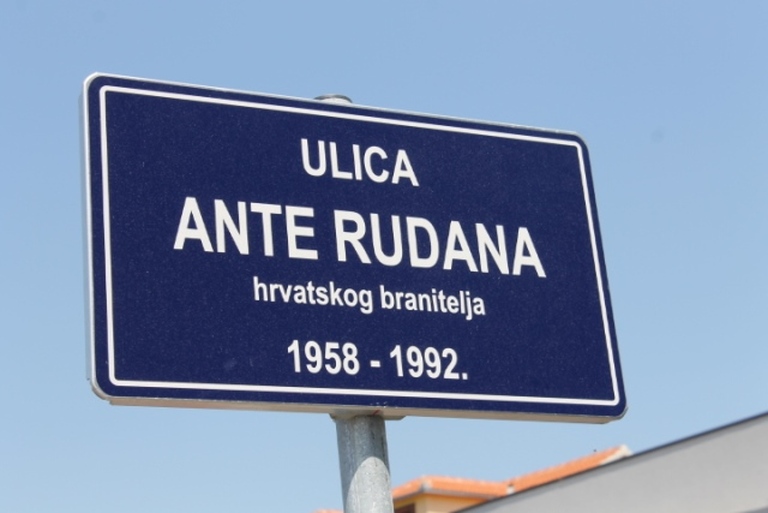 ULICA
ANTE RUDANA
hrvatskog branitelja
1958 - 1992.